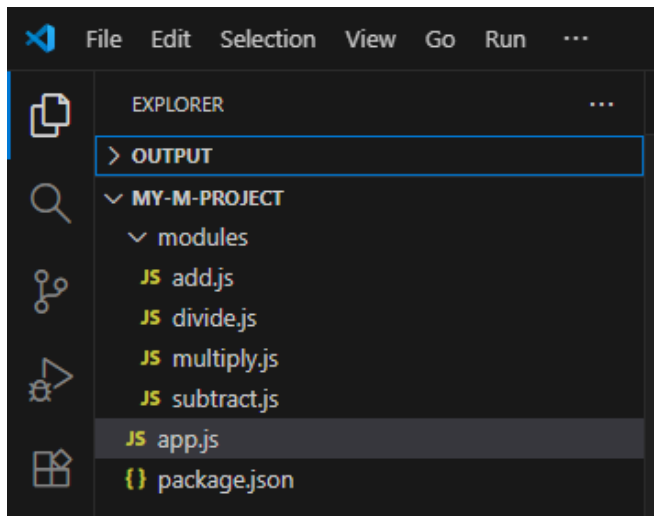 File Edit Selection View Go Run ...
EXPLORER ...
OUTPUT
MY-M-PROJECT
modules
JS add.js
JS divide.js
JS multiply.js
JS subtract.js
JS app.js
{} package.json